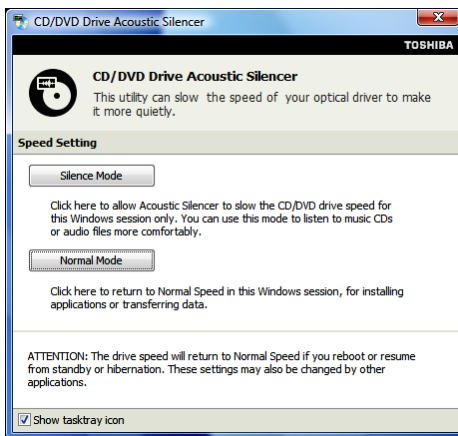 CD/DVD Drive Acoustic Silencer
TOSHIBA
CD/DVD Drive Acoustic Silencer
This utility can slow the speed of your optical driver to make
it more quietly.
Speed Setting
Silence Mode
Click here to allow Acoustic Silencer to slow the CD/DVD drive speed for
this Windows session only. You can use this mode to listen to music CDs
or audio files more comfortably.
Normal Mode
Click here to return to Normal Speed in this Windows session, for installing
applications or transferring data.
ATTENTION: The drive speed will return to Normal Speed if you reboot or resume
from standby or hibernation. These settings may also be changed by other
applications.
Show tasktray icon